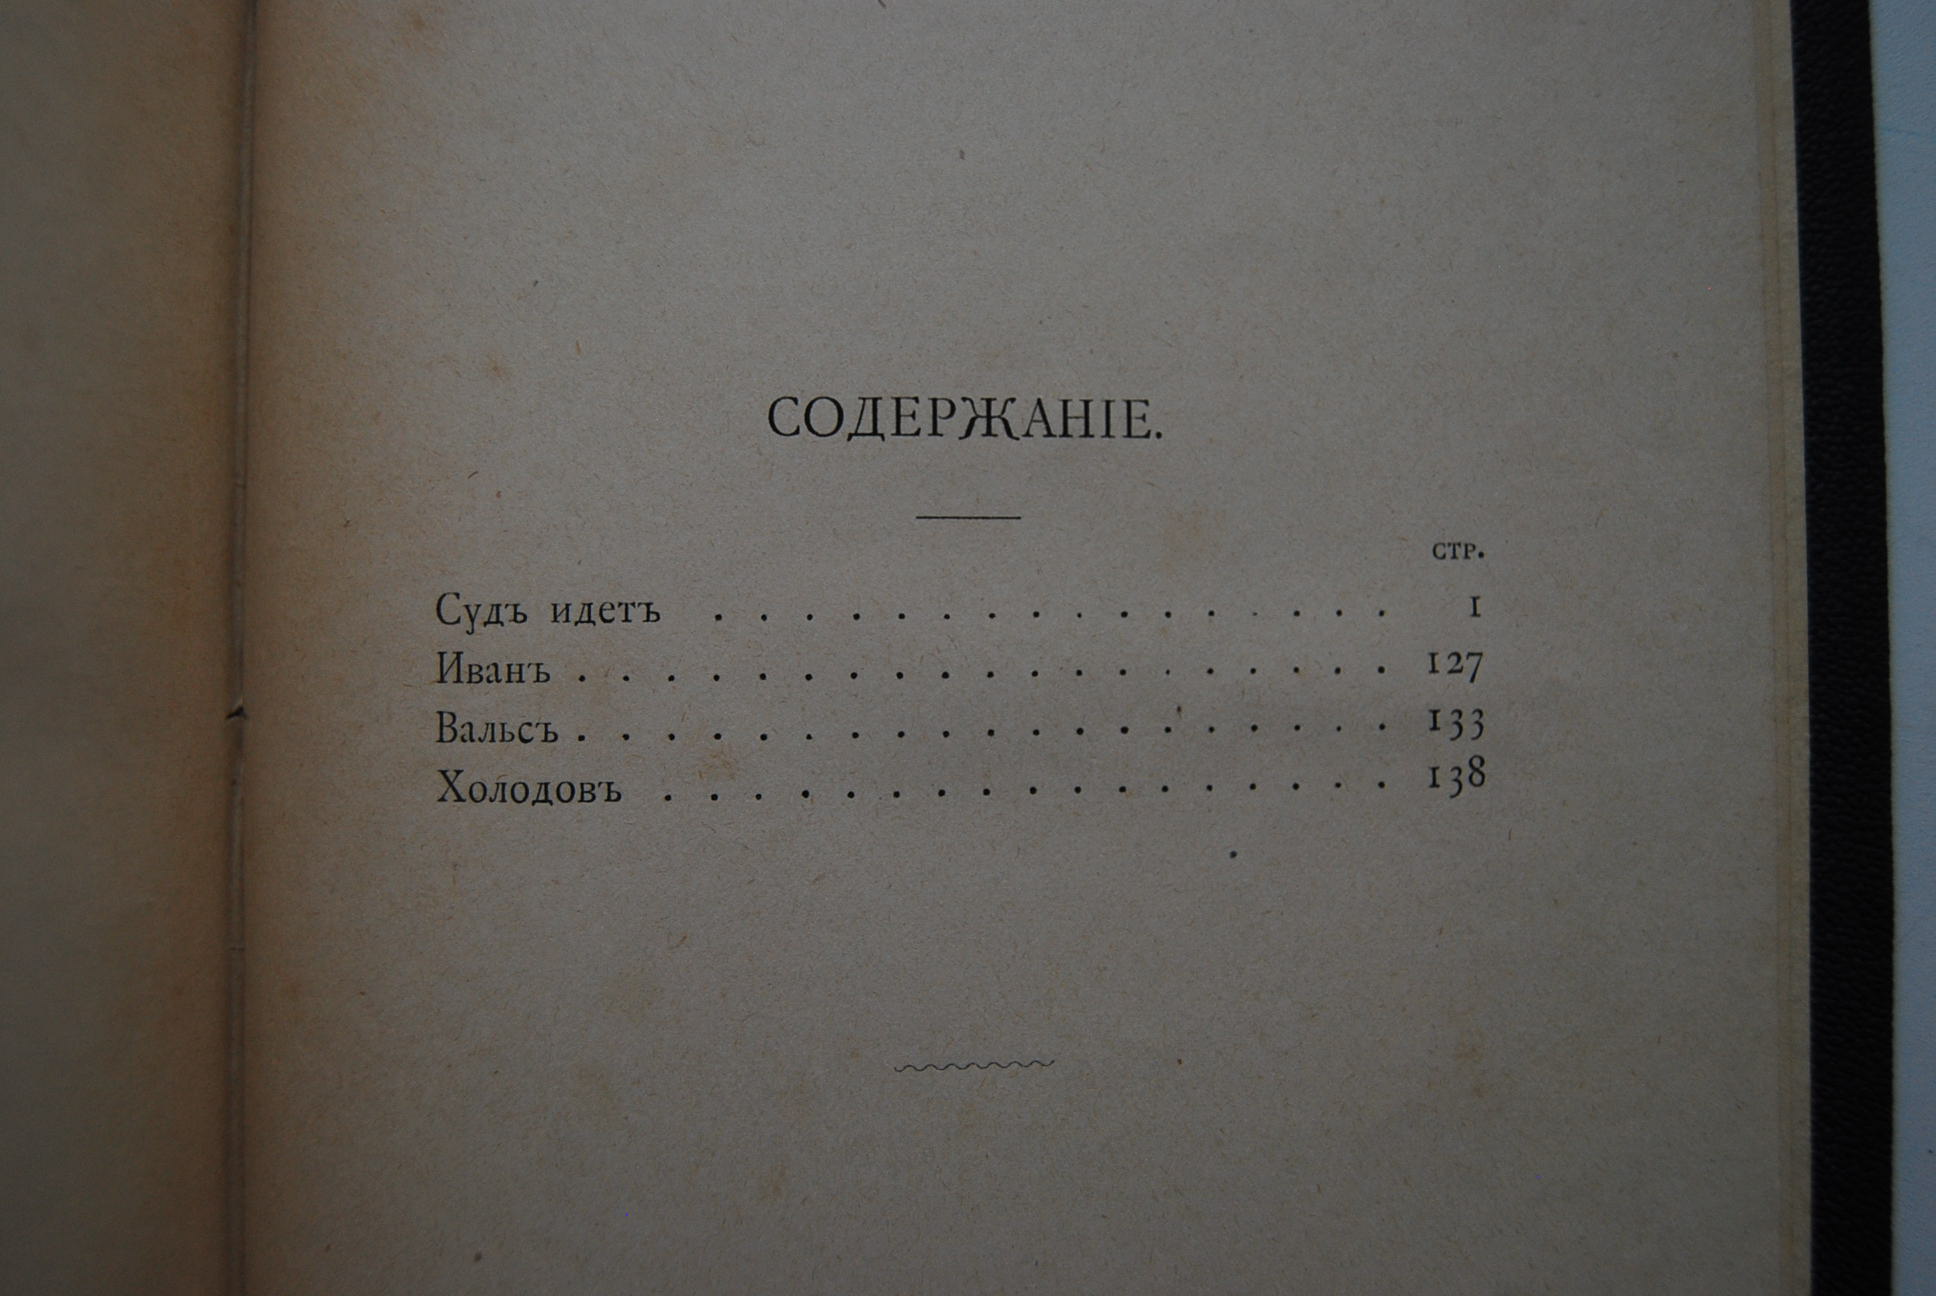 СОДЕРЖАНІЕ.
СТР.
Судъ идетъ . . . . . . . . . . . . . . . . 1
Иванъ . . . . . . . . . . . . . . . . . . . 127
Вальсъ . . . . . . . . . . . . . . . . . . . 133
Холодовъ . . . . . . . . . . . . . . . . . 138